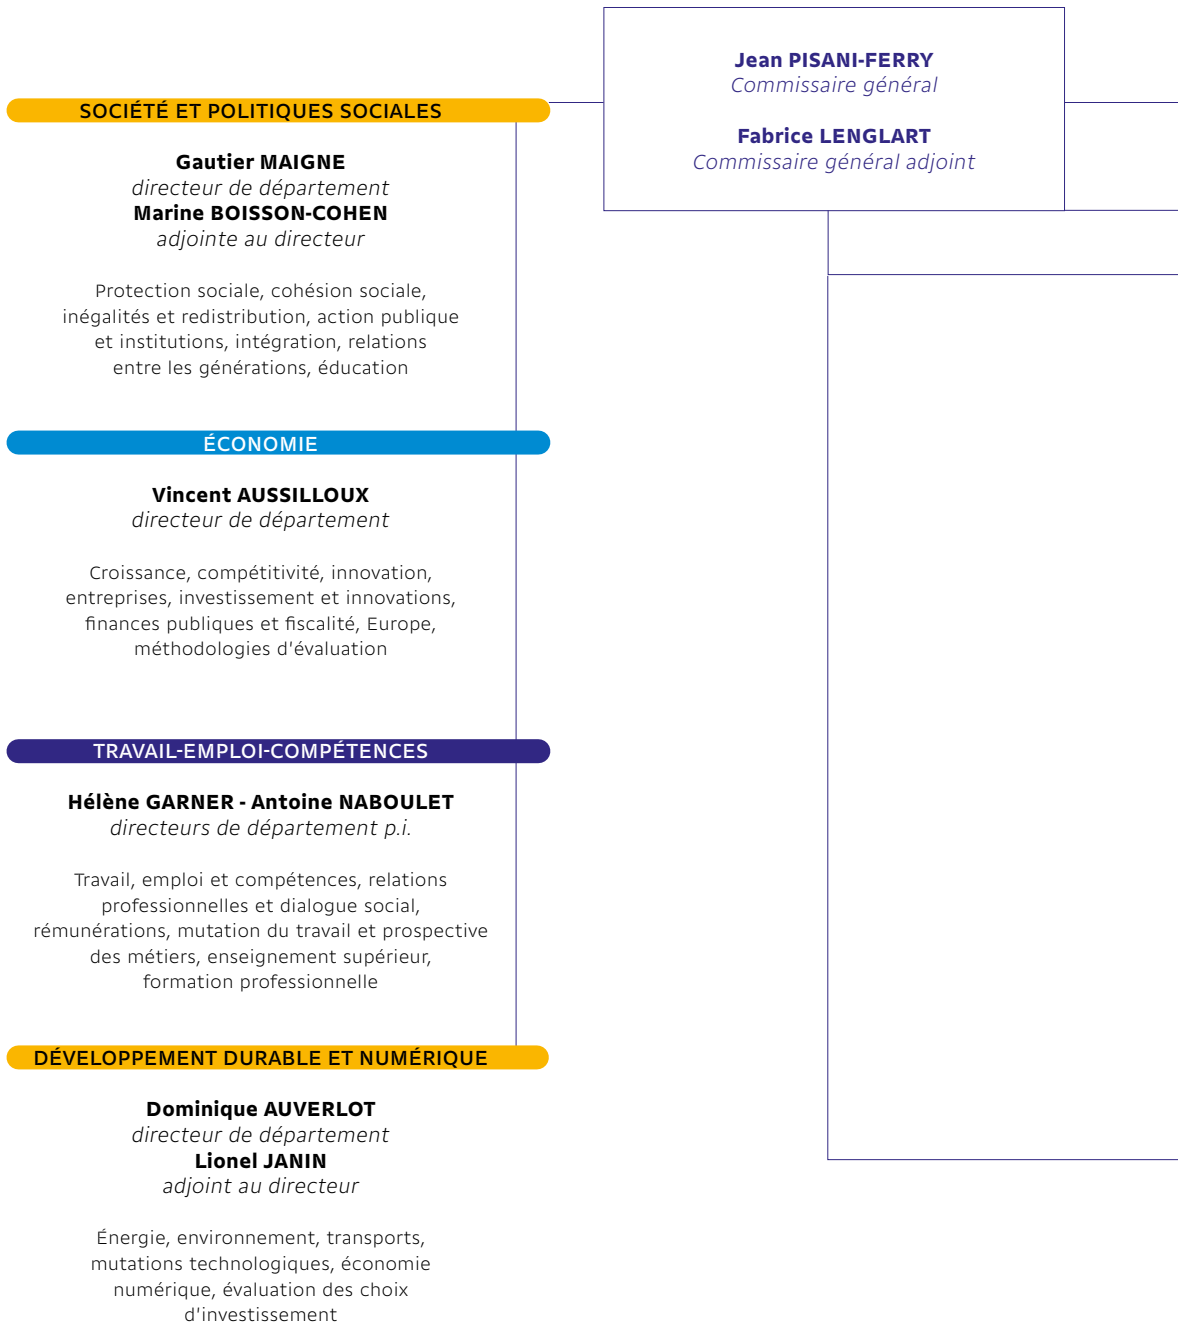 Jean PISANI-FERRY
Commissaire général
Fabrice LENGLART
Commissaire général adjoint
SOCIÉTÉ ET POLITIQUES SOCIALES
Gautier MAIGNE
directeur de département
Marine BOISSON-COHEN
adjointe au directeur
Protection sociale, cohésion sociale,
inégalités et redistribution, action publique
et institutions, intégration, relations
entre les générations, éducation
ÉCONOMIE
Vincent AUSSILLOUX
directeur de département
Croissance, compétitivité, innovation,
entreprises, investissement et innovations,
finances publiques et fiscalité, Europe,
méthodologies d'évaluation
TRAVAIL-EMPLOI-COMPÉTENCES
Hélène GARNER - Antoine NABOULET
directeurs de département p.i.
Travail, emploi et compétences, relations
professionnelles et dialogue social,
rémunérations, mutation du travail et prospective
des métiers, enseignement supérieur,
formation professionnelle
DÉVELOPPEMENT DURABLE ET NUMÉRIQUE
Dominique AUVERLOT
directeur de département
Lionel JANIN
adjoint au directeur
Énergie, environnement, transports,
mutations technologiques, économie
numérique, évaluation des choix
d'investissement